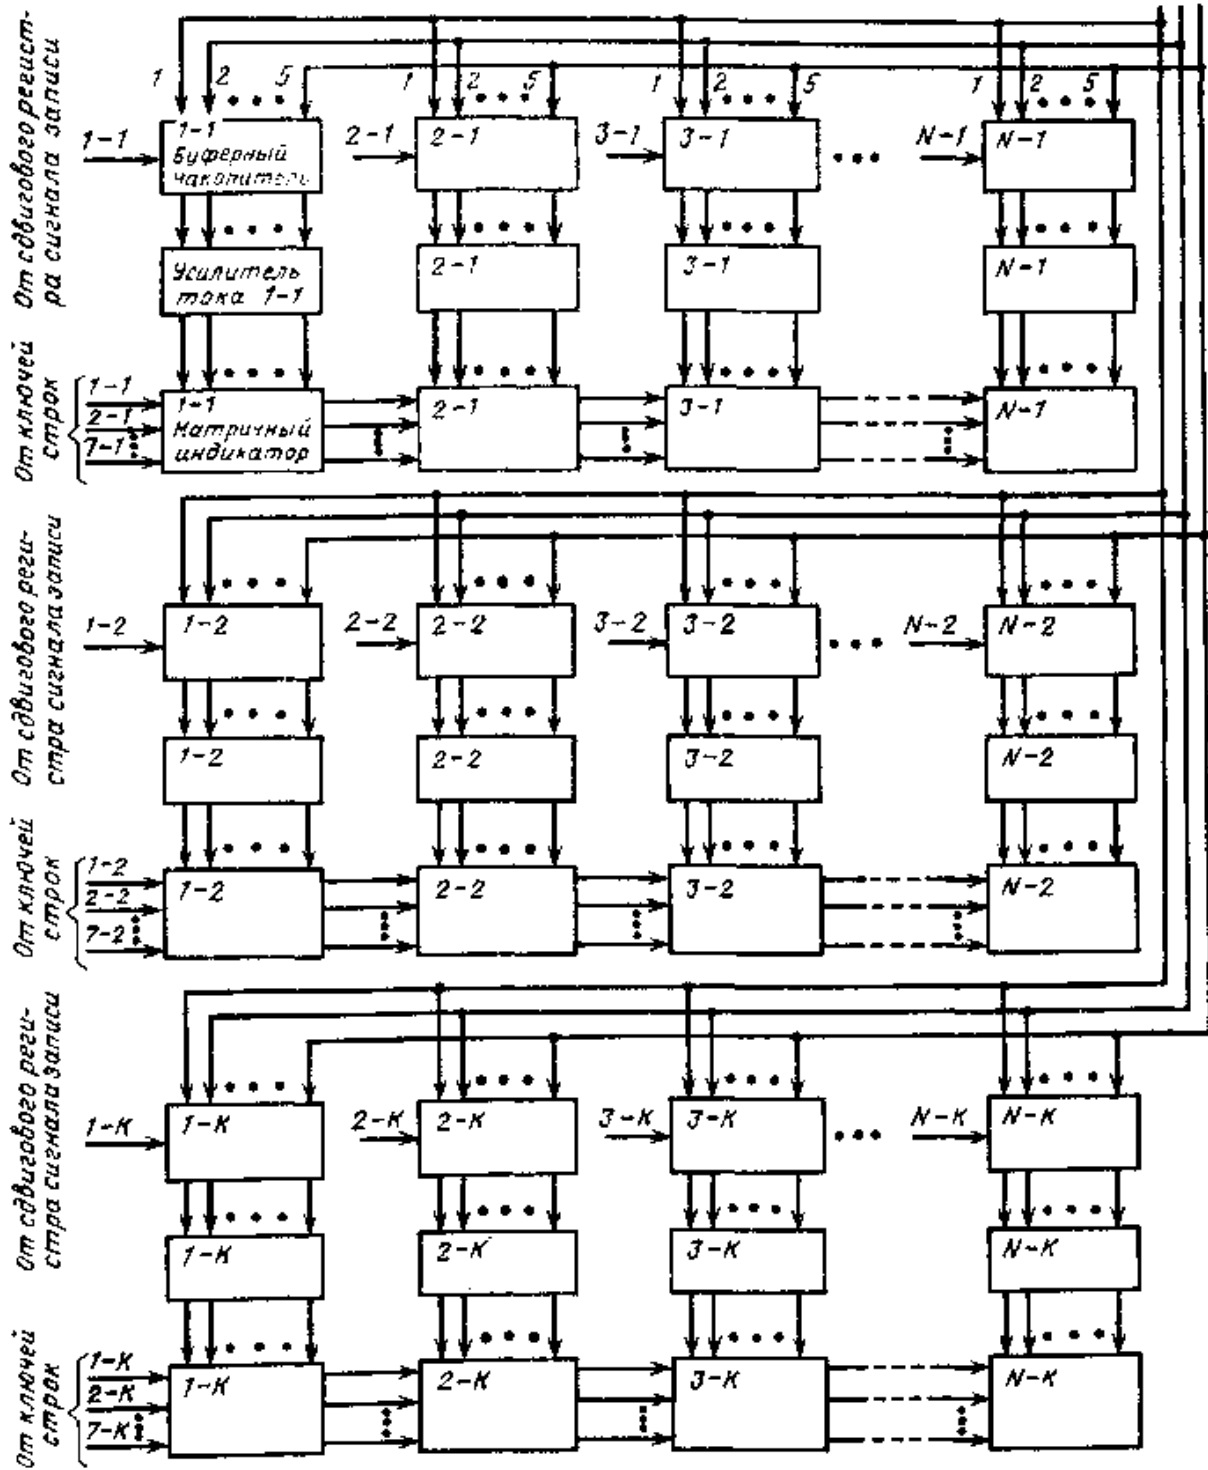 От сдвигового регист-
ра сигнала записи
1 2 5 1 2 5 1 2 5 1 2 5
1-1 2-1 3-1 N-1
1-1
Буферный
накопитель
2-1 3-1 N-1
Усилитель
тока 1-1
2-1 3-1 N-1
От ключей
строк
1-1
2-1
7-1
1-1
Матричный
индикатор
2-1 3-1 N-1
От сдвигового реги-
стра сигнала записи
1-2 2-2 3-2 N-2
1-2 2-2 3-2 N-2
1-2 2-2 3-2 N-2
От ключей
строк
1-2
2-2
7-2
1-2 2-2 3-2 N-2
От сдвигового реги-
стра сигнала записи
1-К 2-К 3-К N-К
1-К 2-К 3-К N-К
1-К 2-К 3-К N-К
От ключей
строк
1-К
2-К
7-К
1-К 2-К 3-К N-К